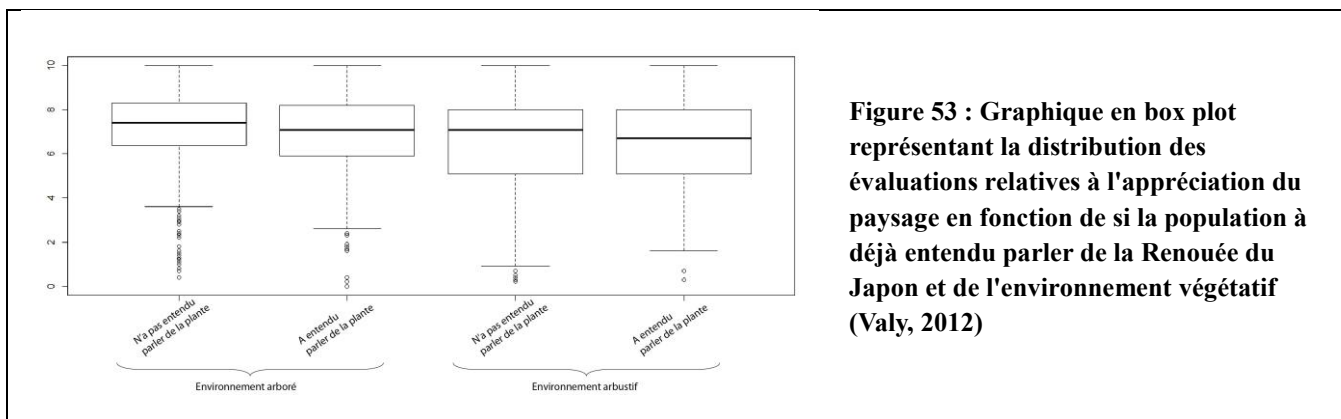 10
8
6
4
2
0
N'a pas entendu
parler de la plante
A entendu
parler de la plante
N'a pas entendu
parler de la plante
A entendu
parler de la plante
Environnement arboré
Environnement arbustif
Figure 53 : Graphique en box plot
représentant la distribution des
évaluations relatives à l'appréciation du
paysage en fonction de si la population à
déjà entendu parler de la Renouée du
Japon et de l'environnement végétatif
(Valy, 2012)